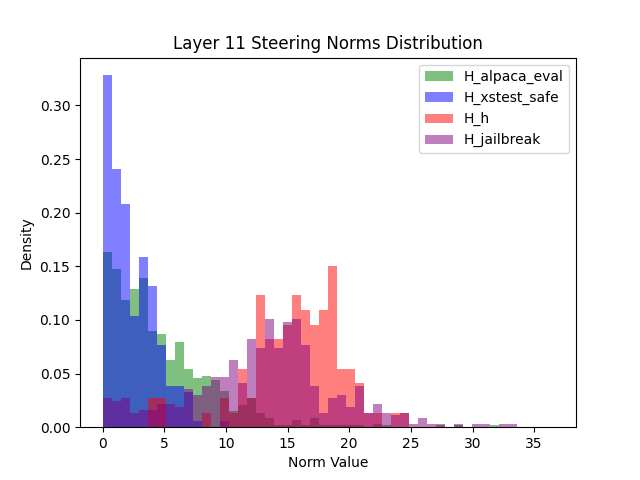 Layer 11 Steering Norms Distribution
H_alpaca_eval
H_xstest_safe
H_h
H_jailbreak
0.30
0.25
0.20
0.15
0.10
0.05
0.00
Density
0 5 10 15 20 25 30 35
Norm Value